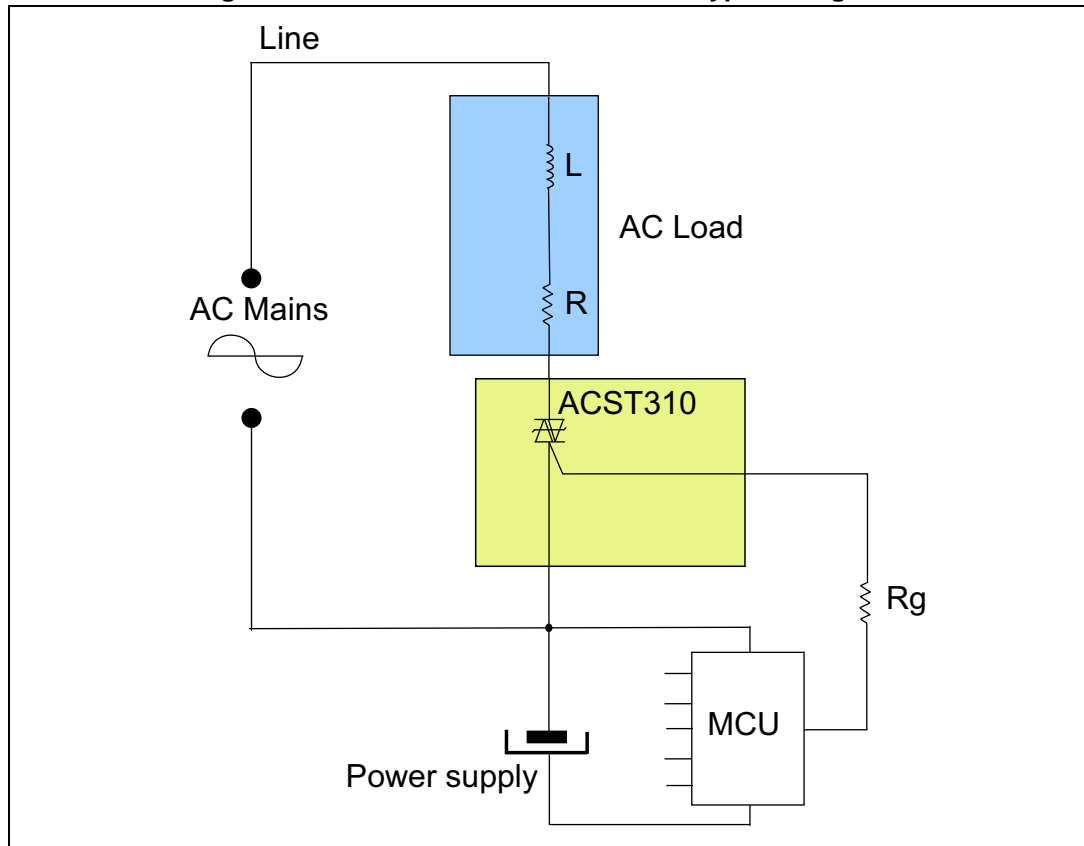 Line
L
AC Load
R
AC Mains
ACST310
Rg
MCU
Power supply